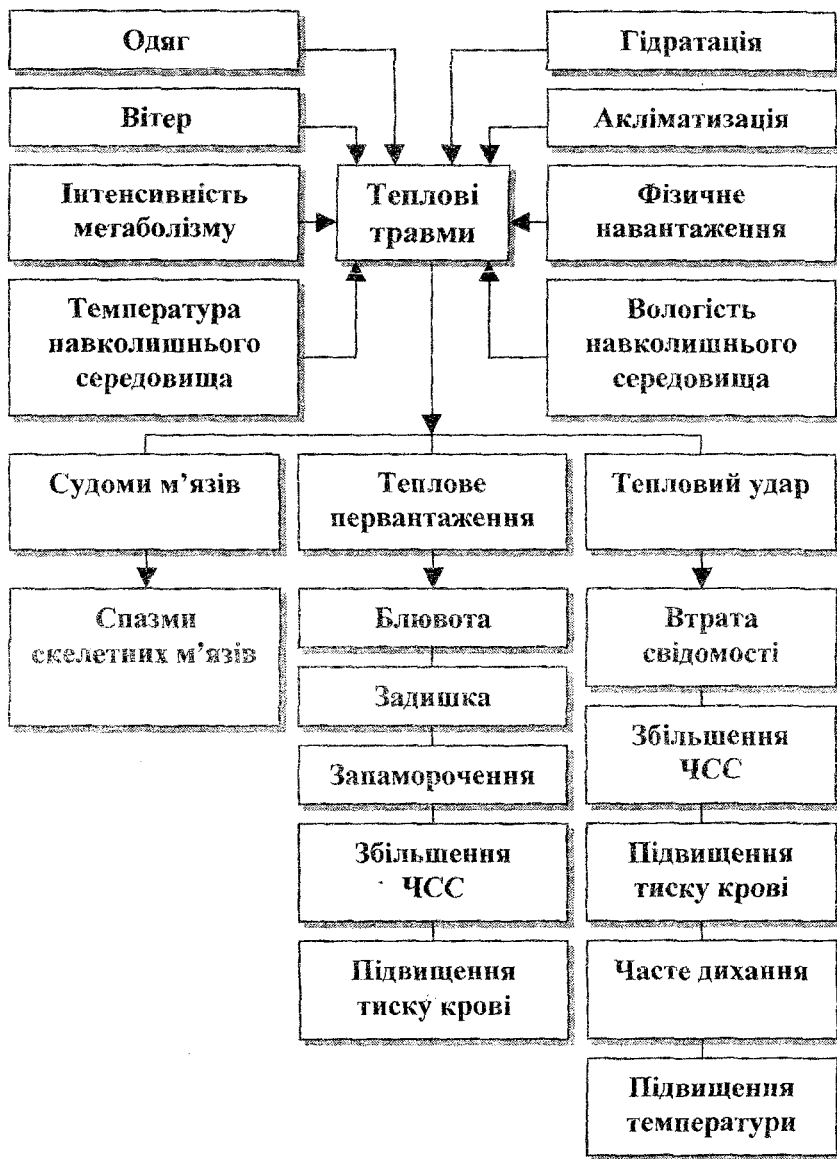 Одяг
Гідратація
Вітер
Акліматизація
Інтенсивність
метаболізму
Теплові
травми
Фізичне
навантаження
Температура
навколишнього
середовища
Вологість
навколишнього
середовища
Судоми м’язів
Теплове
первантаження
Тепловий удар
Спазми
скелетних м’язів
Блювота
Задишка
Запаморочення
Збільшення
ЧСС
Підвищення
тиску крові
Втрата
свідомості
Збільшення
ЧСС
Підвищення
тиску крові
Часте дихання
Підвищення
температури